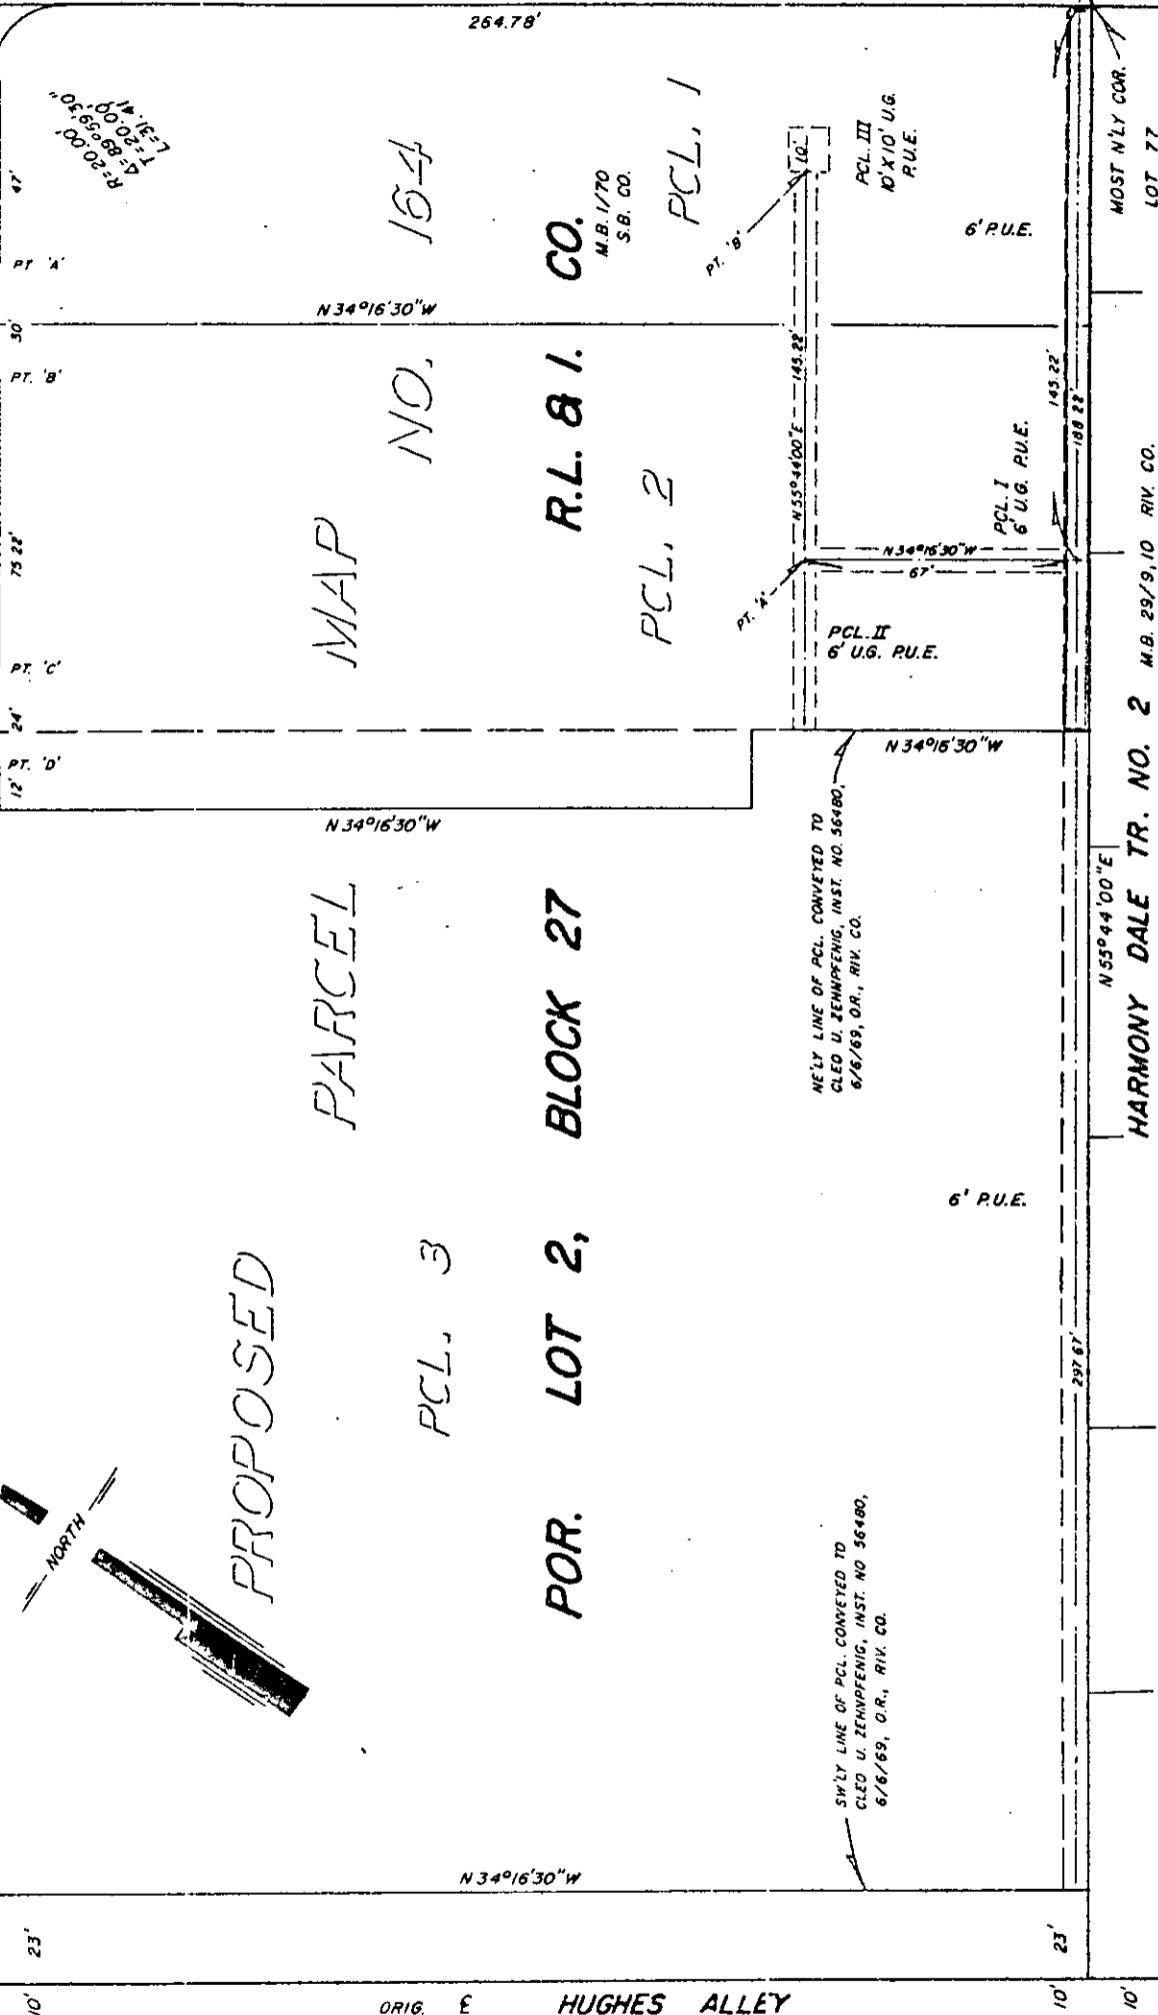 264.78'
R=20.00'
Δ=89°59'30"
T=20.00'
L=31.41'
47'
PT 'A'
30'
PT. 'B'
75 22'
PT. 'C'
24'
PT. 'D'
12'
PROPOSED PARCEL MAP NO. 164
N 34°16'30"W
POR. LOT 2, BLOCK 27 R.L. & I. CO.
M.B. 1/70
S.B. CO.
PCL. 1
PCL. 2
PCL. 3
PT. 'B'
10'
PCL. III
10' X 10' U.G.
P.U.E.
6' P.U.E.
MOST N'LY COR.
LOT 77
N 55°44'00"E
145.22'
145.22'
188 22'
PCL. I
6' U.G. P.U.E.
N 34°16'30"W
67'
PT. 'A'
PCL. II
6' U.G. P.U.E.
N 34°16'30"W
N 34°16'30"W
NE'LY LINE OF PCL. CONVEYED TO
CLEO U. ZEHNPFENIG, INST. NO. 56480,
6/6/69, O.R., RIV. CO.
HARMONY DALE TR. NO. 2 M.B. 29/9,10 RIV. CO.
N 55°44'00"E
6' P.U.E.
297 67'
NORTH
SW'LY LINE OF PCL. CONVEYED TO
CLEO U. ZEHNPFENIG, INST. NO 56480,
6/6/69, O.R., RIV. CO.
N 34°16'30"W
23'
23'
10'
ORIG. ⅊ HUGHES ALLEY
10'
10'